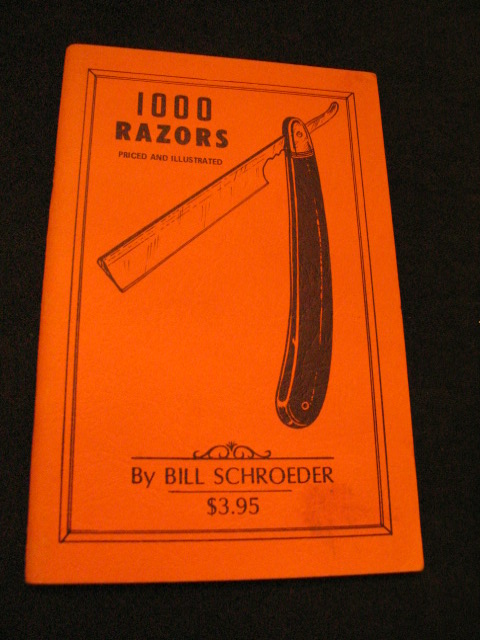 1000
RAZORS
PRICED AND ILLUSTRATED
By BILL SCHROEDER
$3.95